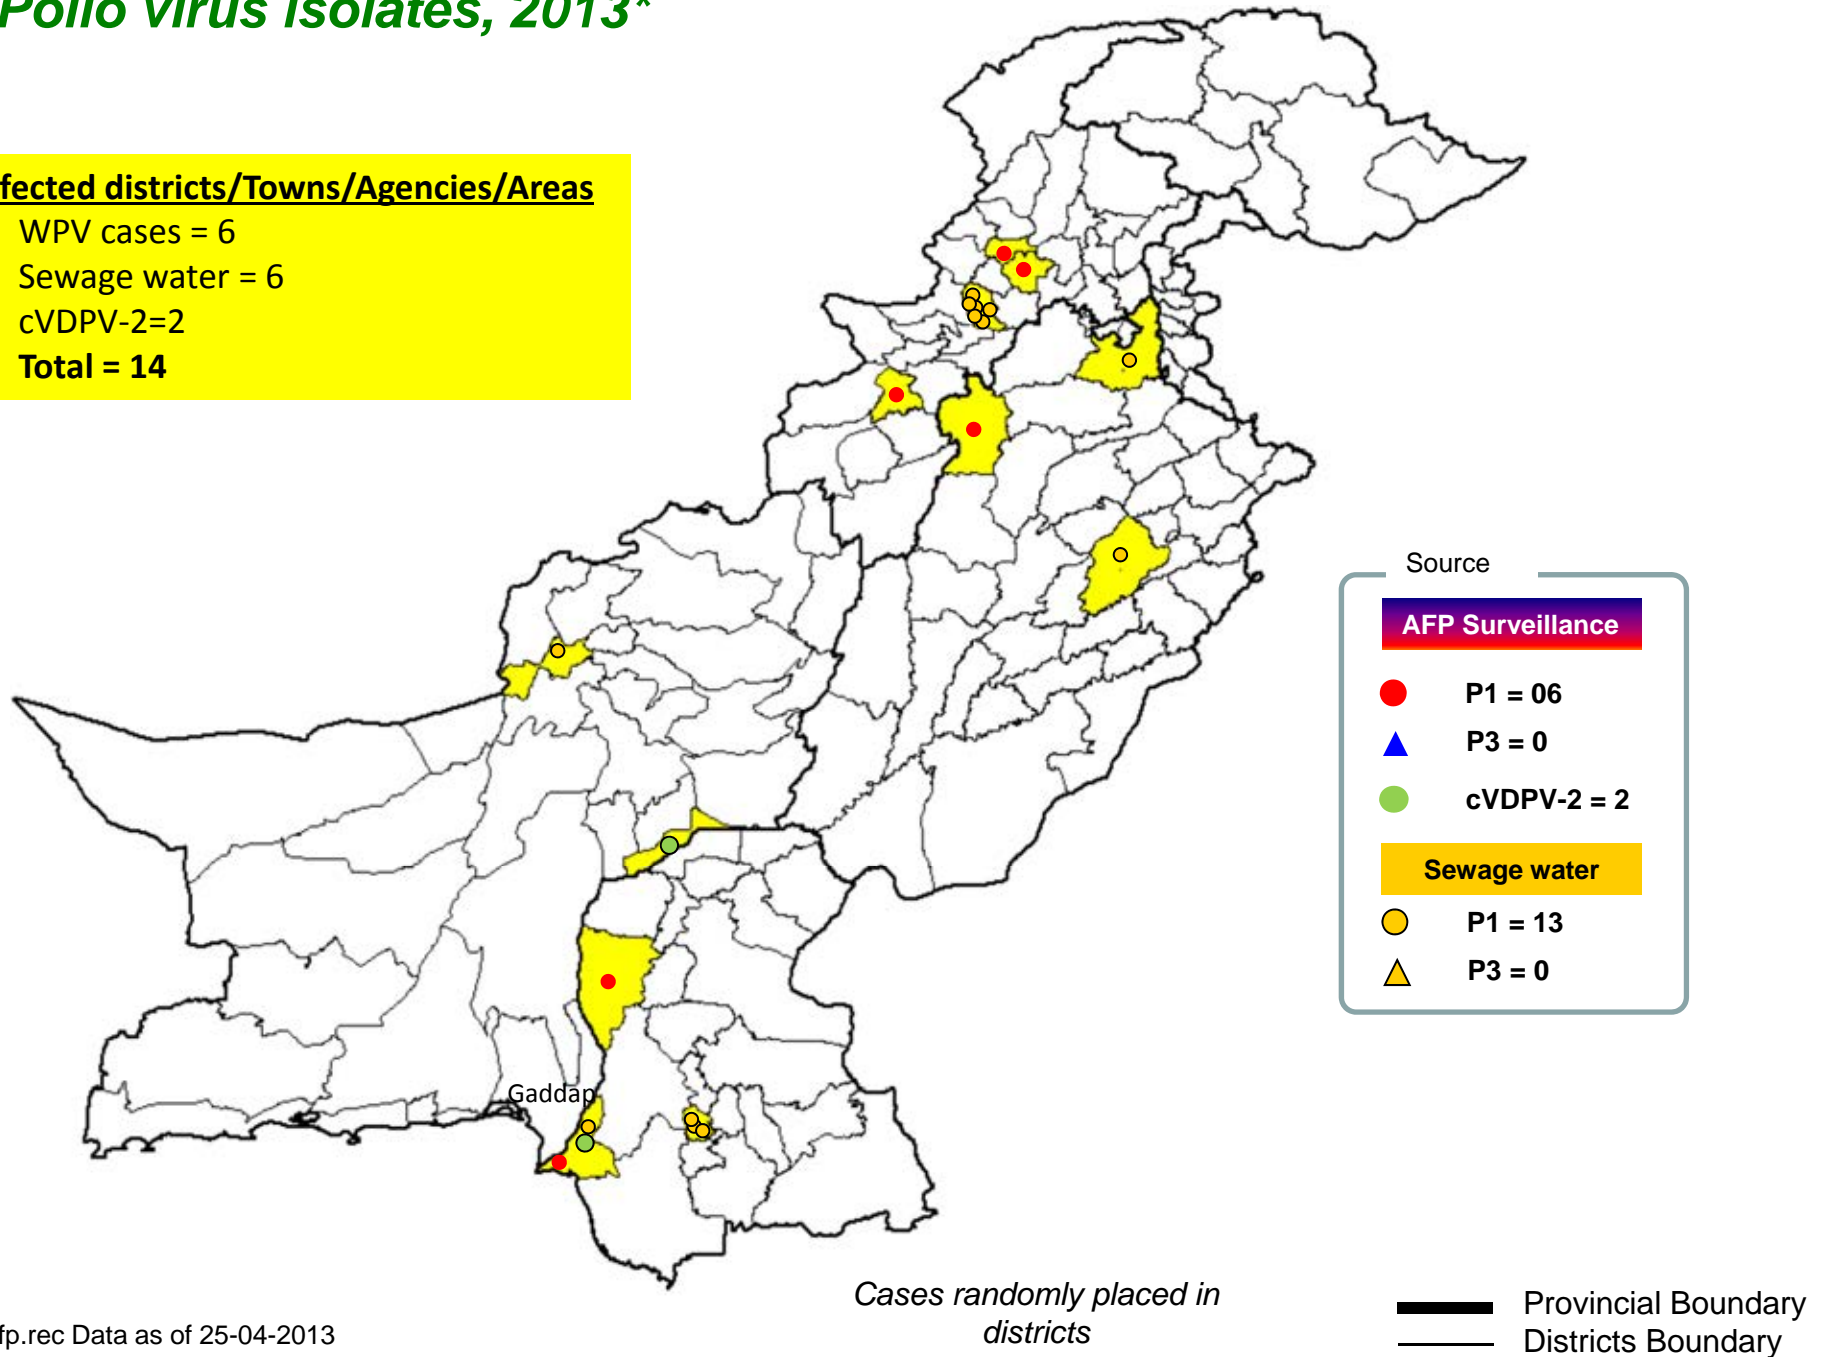 Polio virus isolates, 2013*
fected districts/Towns/Agencies/Areas
WPV cases = 6
Sewage water = 6
cVDPV-2=2
Total = 14
Source
AFP Surveillance
P1 = 06
P3 = 0
cVDPV-2 = 2
Sewage water
P1 = 13
P3 = 0
Gaddap
Cases randomly placed in
districts
Provincial Boundary
Districts Boundary
fp.rec Data as of 25-04-2013